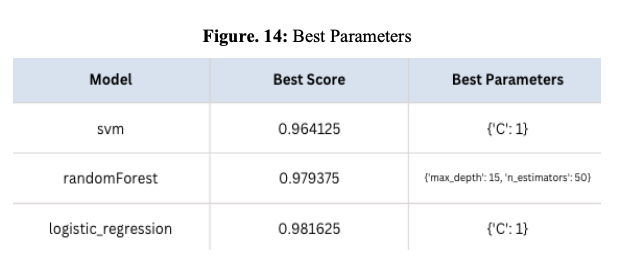 Figure. 14: Best Parameters
Model Best Score Best Parameters
svm 0.964125 {'C': 1}
randomForest 0.979375 {'max_depth': 15, 'n_estimators': 50}
logistic_regression 0.981625 {'C': 1}